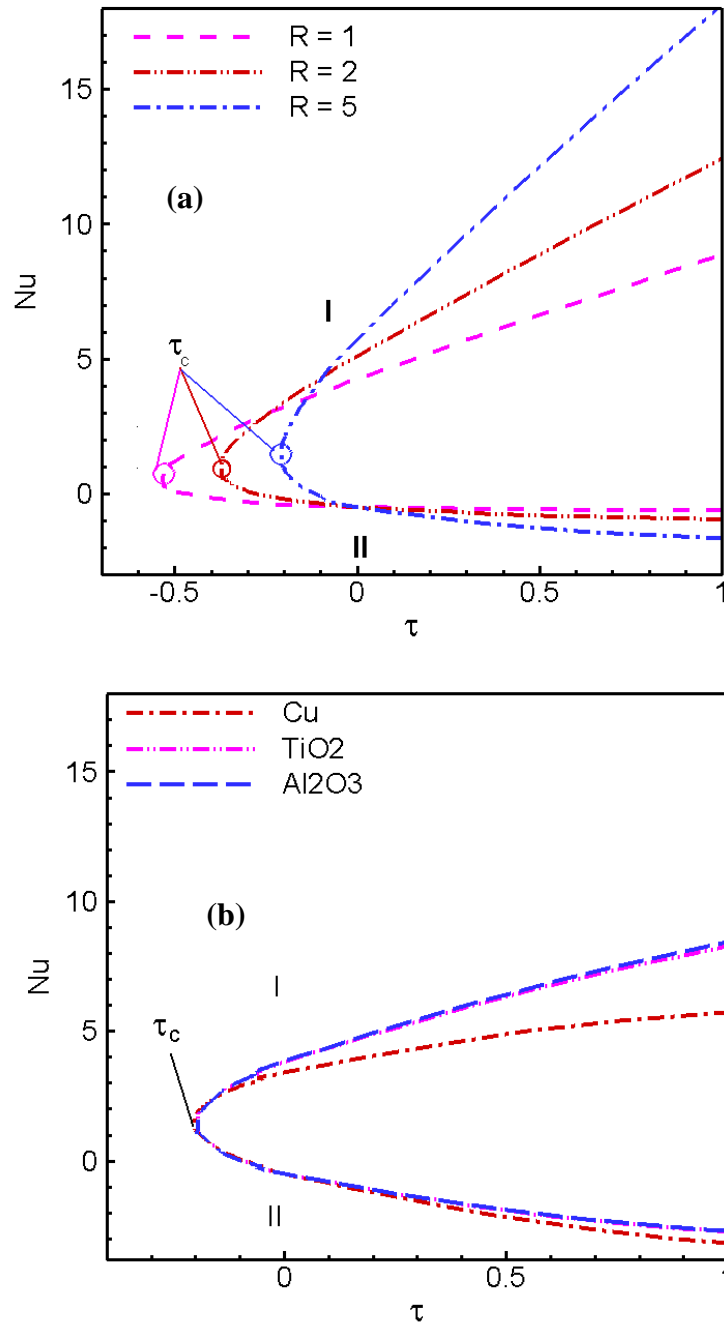 R = 1
R = 2
R = 5
15
10
5
0
Nu
(a)
I
τc
II
-0.5 0 0.5 1
τ
Cu
TiO2
Al2O3
15
10
5
0
Nu
(b)
I
τc
II
0 0.5 1
τ